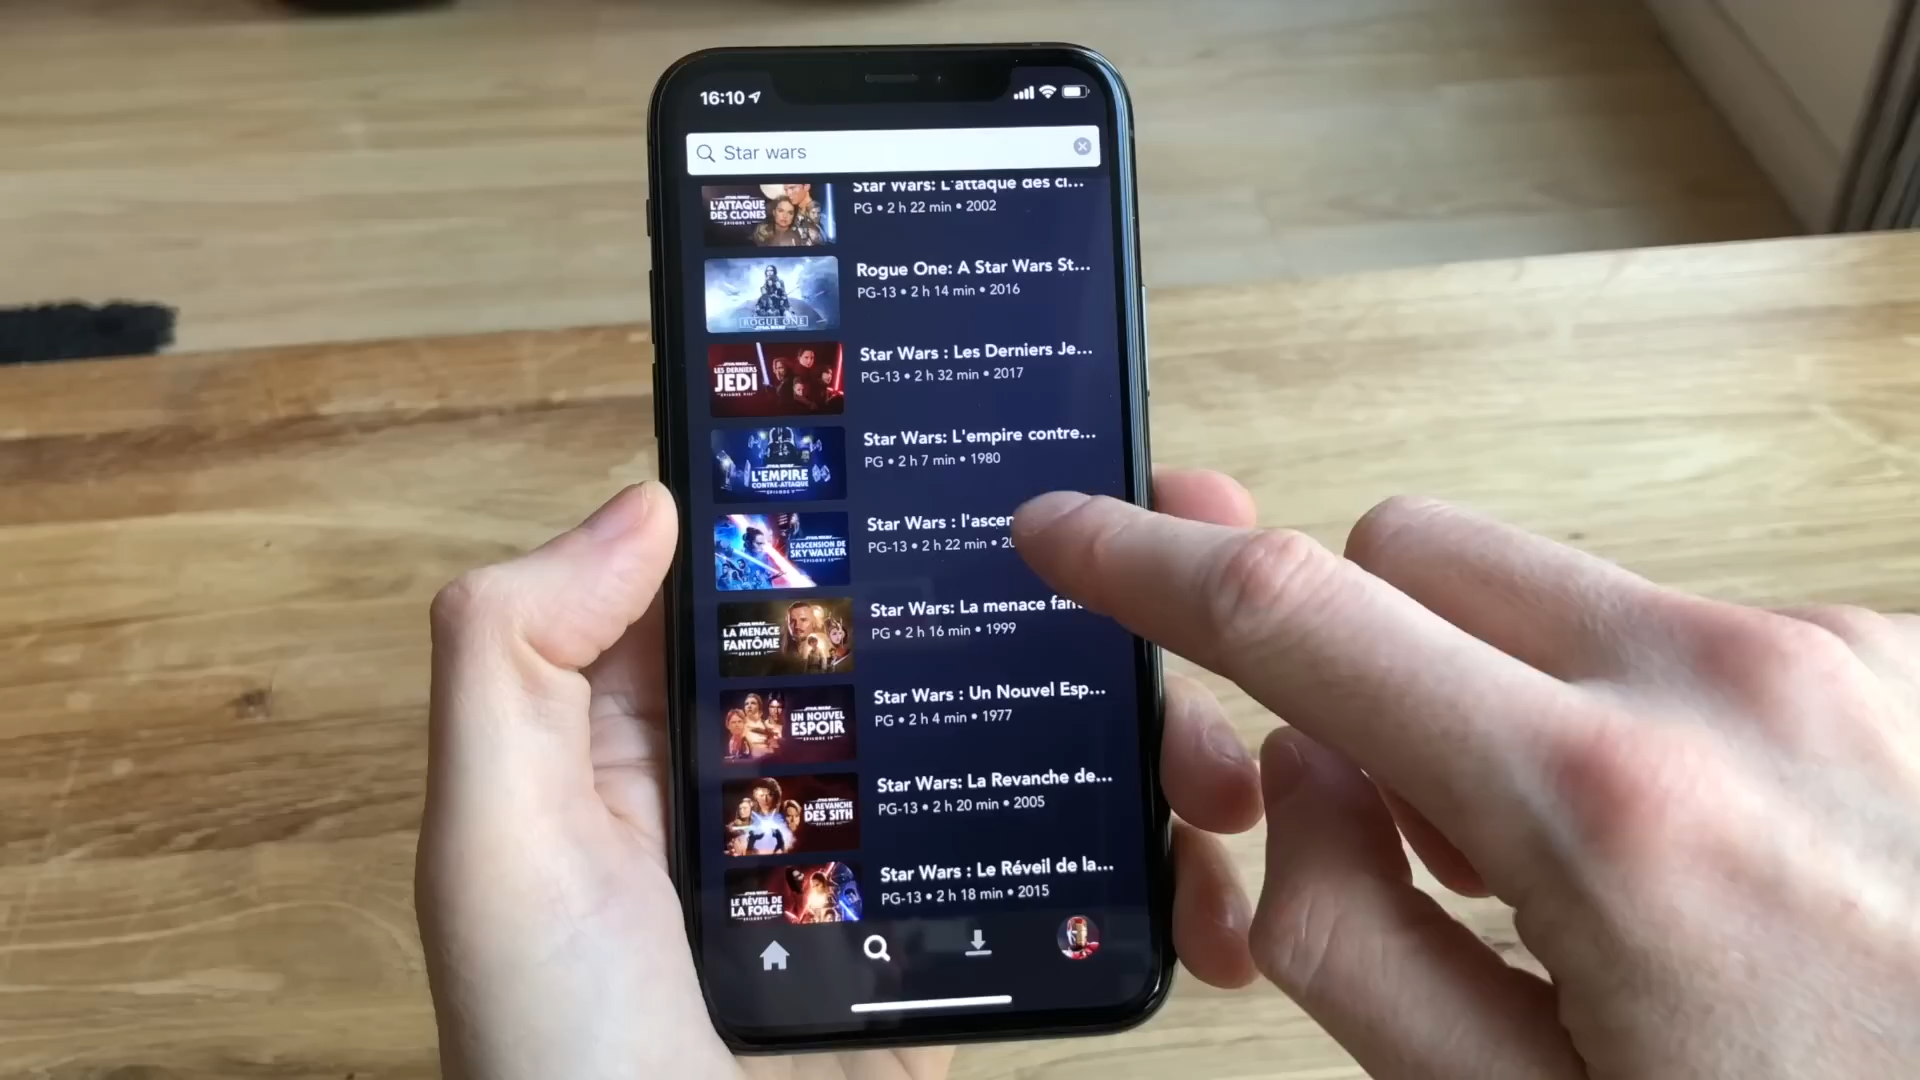 16:10
Star wars
L'ATTAQUE
DES CLONES
Star Wars: L'attaque des cl...
PG • 2 h 22 min • 2002
ROGUE ONE
Rogue One: A Star Wars St...
PG-13 • 2 h 14 min • 2016
LES DERNIERS
JEDI
Star Wars : Les Derniers Je...
PG-13 • 2 h 32 min • 2017
L'EMPIRE
CONTRE-ATTAQUE
Star Wars: L'empire contre...
PG • 2 h 7 min • 1980
L'ASCENSION DE
SKYWALKER
Star Wars : l'ascen
PG-13 • 2 h 22 min • 20
LA MENACE
FANTÔME
Star Wars: La menace fan
PG • 2 h 16 min • 1999
UN NOUVEL
ESPOIR
Star Wars : Un Nouvel Esp...
PG • 2 h 4 min • 1977
LA REVANCHE
DES SITH
Star Wars: La Revanche de...
PG-13 • 2 h 20 min • 2005
LE RÉVEIL DE
LA FORCE
Star Wars : Le Réveil de la...
PG-13 • 2 h 18 min • 2015